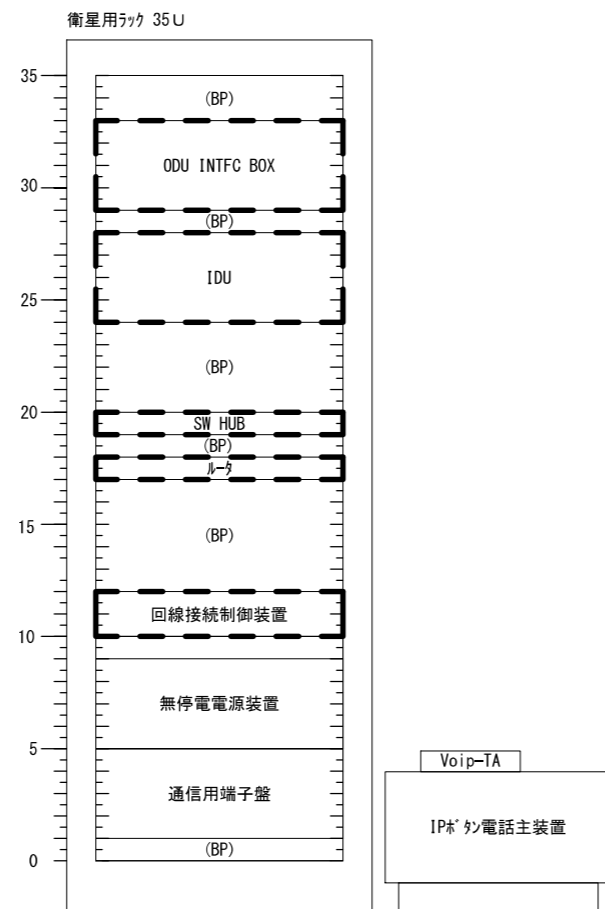 衛星用ﾗｯｸ 35U
35
(BP)
ODU INTFC BOX
30
(BP)
IDU
25
(BP)
20
SW HUB
(BP)
ﾙｰﾀ
15
(BP)
回線接続制御装置
10
無停電電源装置
5
Voip-TA
通信用端子盤
IPﾎﾞﾀﾝ電話主装置
(BP)
0